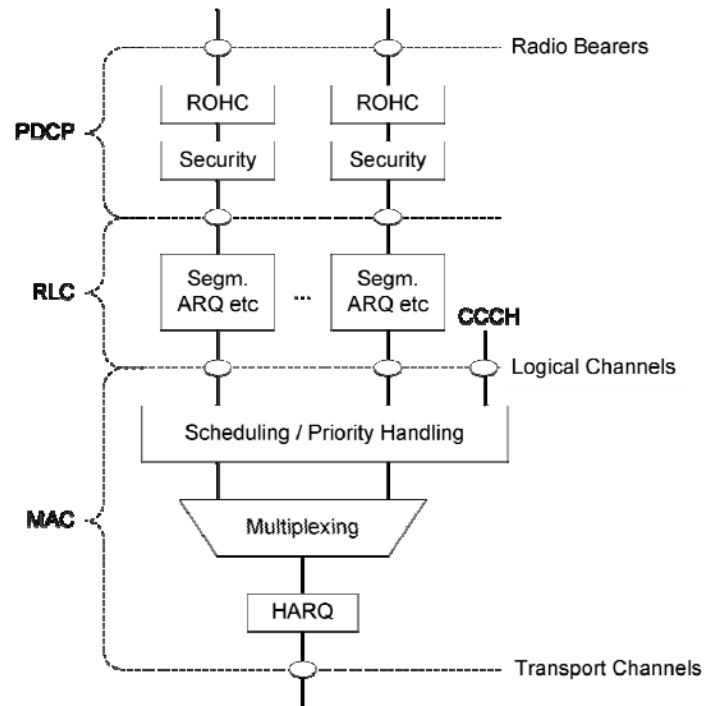 Radio Bearers
ROHC
ROHC
PDCP
Security
Security
Segm.
ARQ etc
...
Segm.
ARQ etc
RLC
CCCH
Logical Channels
Scheduling / Priority Handling
MAC
Multiplexing
HARQ
Transport Channels